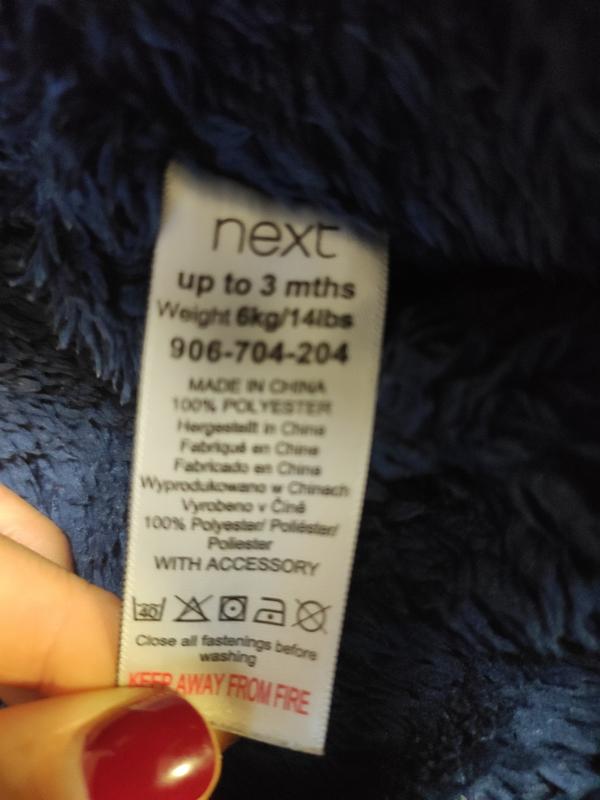 next
up to 3 mths
Weight 6kg/14lbs
906-704-204
MADE IN CHINA
100% POLYESTER
Hergestellt in China
Fabriqué en China
Fabricado en China
Wyprodukowano w Chinach
Vyrobeno v Číně
100% Polyester/ Poliéster/
Poliester
WITH ACCESSORY
40
Close all fastenings before
washing
KEEP AWAY FROM FIRE